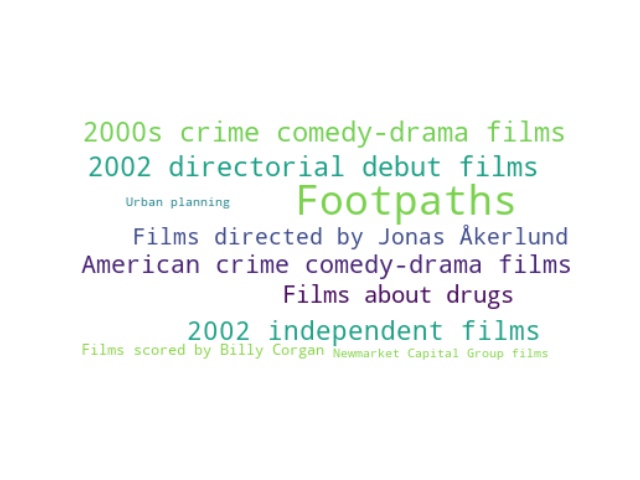 2000s crime comedy-drama films
2002 directorial debut films
Urban planning
Footpaths
Films directed by Jonas Åkerlund
American crime comedy-drama films
Films about drugs
2002 independent films
Films scored by Billy Corgan
Newmarket Capital Group films